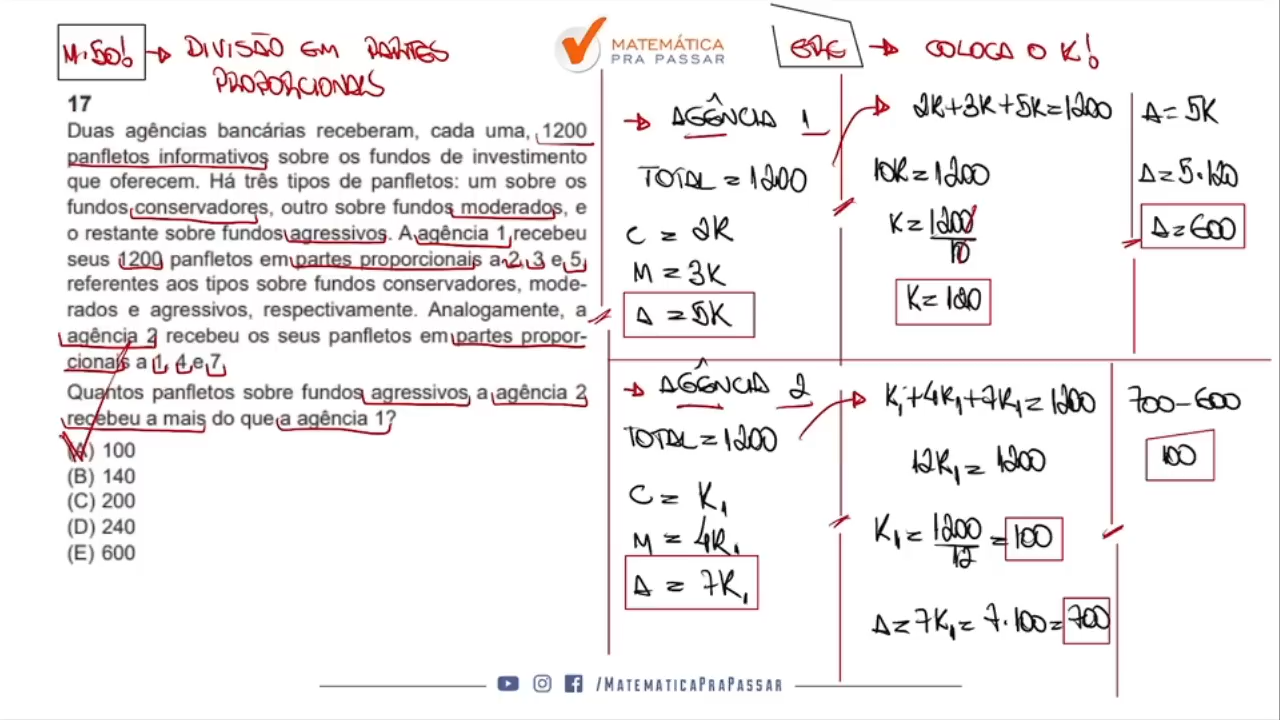 M.50! → DIVISÃO EM PARTES
PROPORCIONAIS
MATEMÁTICA
PRA PASSAR
→ COLOCA O K!
17
Duas agências bancárias receberam, cada uma, 1200
panfletos informativos sobre os fundos de investimento
que oferecem. Há três tipos de panfletos: um sobre os
fundos conservadores, outro sobre fundos moderados, e
o restante sobre fundos agressivos. A agência 1 recebeu
seus 1200 panfletos em partes proporcionais a 2, 3 e 5,
referentes aos tipos sobre fundos conservadores, mode-
rados e agressivos, respectivamente. Analogamente, a
agência 2 recebeu os seus panfletos em partes propor-
cionais a 1, 4 e 7.
Quantos panfletos sobre fundos agressivos a agência 2
recebeu a mais do que a agência 1?
(A) 100
(B) 140
(C) 200
(D) 240
(E) 600
→ AGÊNCIA 1
TOTAL = 1200
C = 2K
M = 3K
A = 5K
2K+3K+5K=1200
10K=1200
K=1200/10
K=120
A=5K
A=5.120
A=600
→ AGÊNCIA 2
TOTAL=1200
C = K₁
M = 4K₁
A = 7K₁
K₁+4K₁+7K₁=1200
12K₁=1200
K₁=1200/12=100
A=7K₁=7.100=700
700-600
100
/MATEMATICAPRAPASSAR